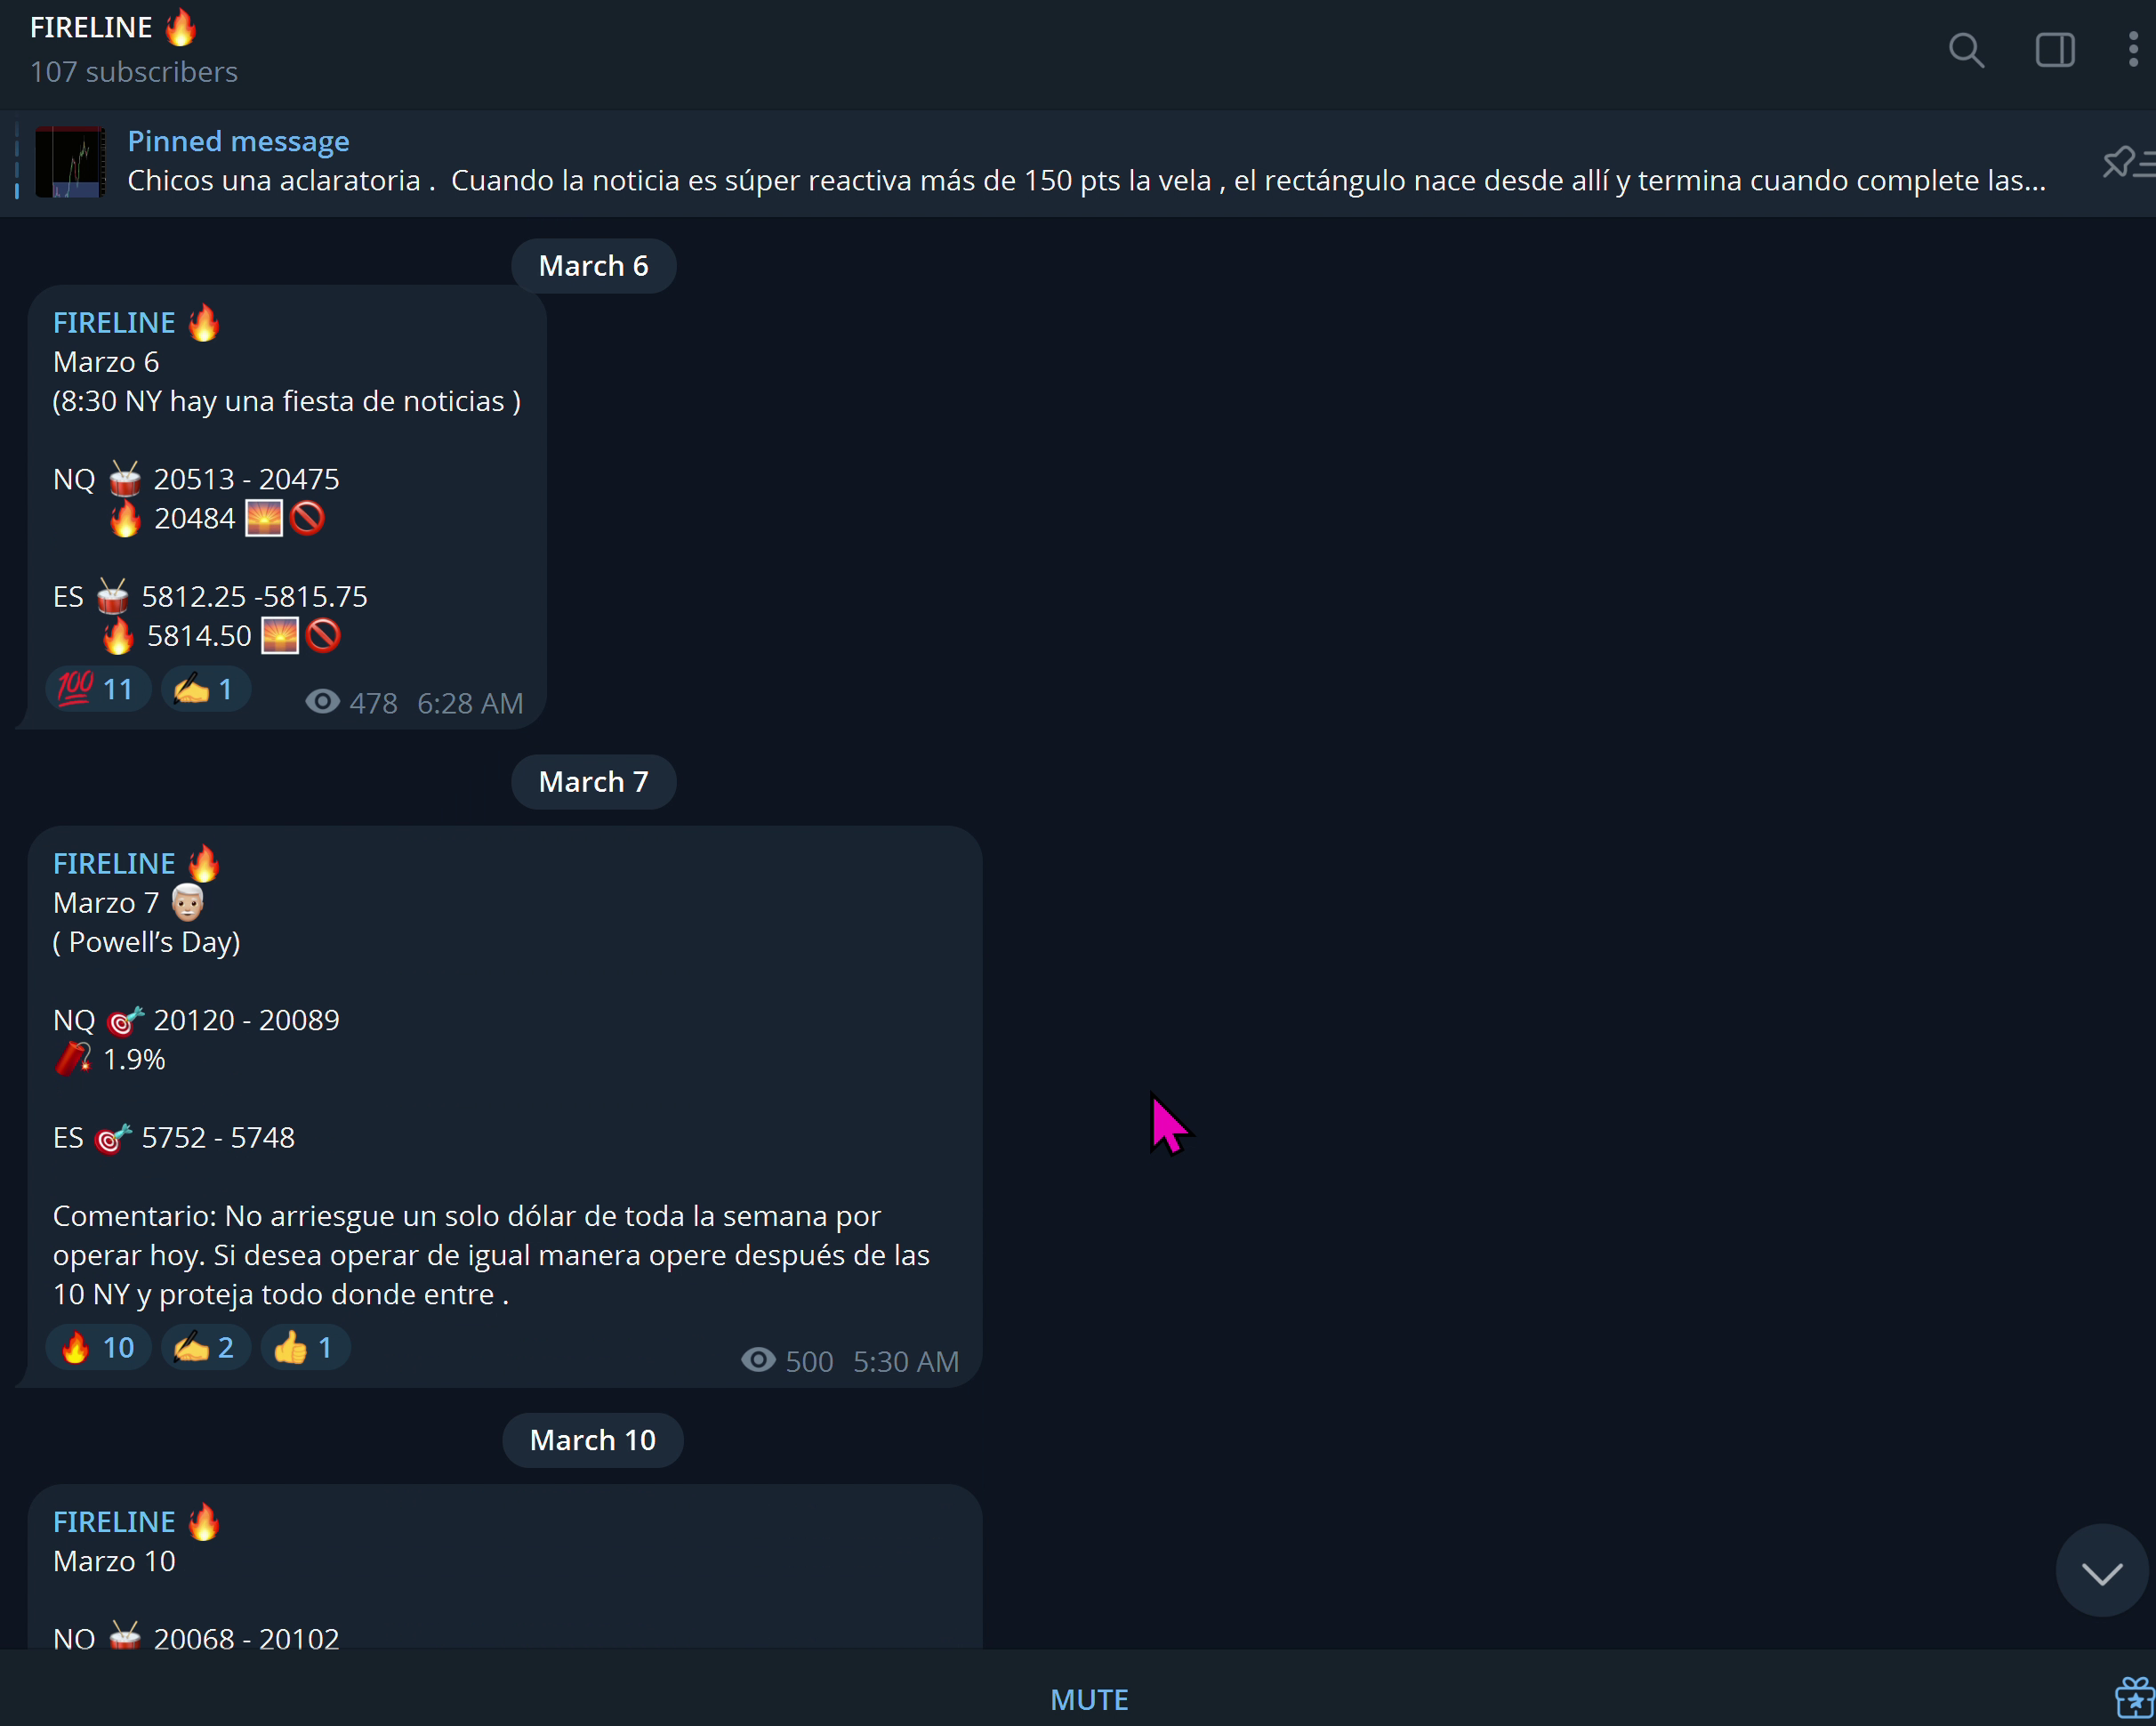 FIRELINE 🔥
107 subscribers
Pinned message
Chicos una aclaratoria .  Cuando la noticia es súper reactiva más de 150 pts la vela , el rectángulo nace desde allí y termina cuando complete las...
March 6
FIRELINE 🔥
Marzo 6
(8:30 NY hay una fiesta de noticias )
NQ 🥁 20513 - 20475
🔥 20484 🌅🚫
ES 🥁 5812.25 -5815.75
🔥 5814.50 🌅🚫
💯 11 ✍️ 1 478 6:28 AM
March 7
FIRELINE 🔥
Marzo 7 👨🏼‍🦳
( Powell’s Day)
NQ 🎯 20120 - 20089
🧨 1.9%
ES 🎯 5752 - 5748
Comentario: No arriesgue un solo dólar de toda la semana por
operar hoy. Si desea operar de igual manera opere después de las
10 NY y proteja todo donde entre .
🔥 10 ✍️ 2 👍 1 500 5:30 AM
March 10
FIRELINE 🔥
Marzo 10
NQ 🥁 20068 - 20102
MUTE